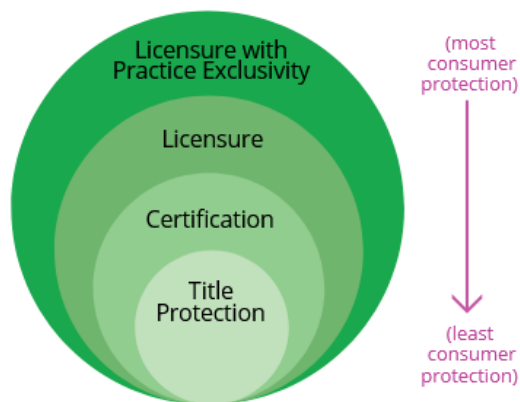 Licensure with
Practice Exclusivity
Licensure
Certification
Title
Protection
(most
consumer
protection)
(least
consumer
protection)